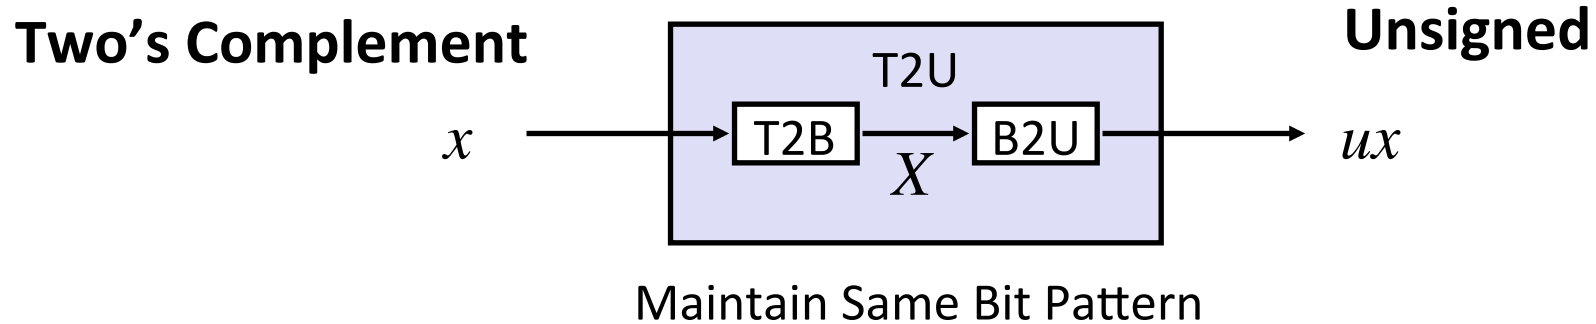 Two’s Complement
Unsigned
T2U
x
T2B
X
B2U
ux
Maintain Same Bit Pattern